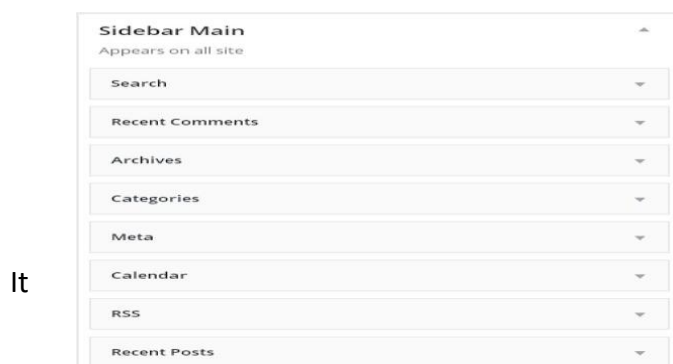 Sidebar Main
Appears on all site
Search
Recent Comments
Archives
Categories
Meta
It
Calendar
RSS
Recent Posts